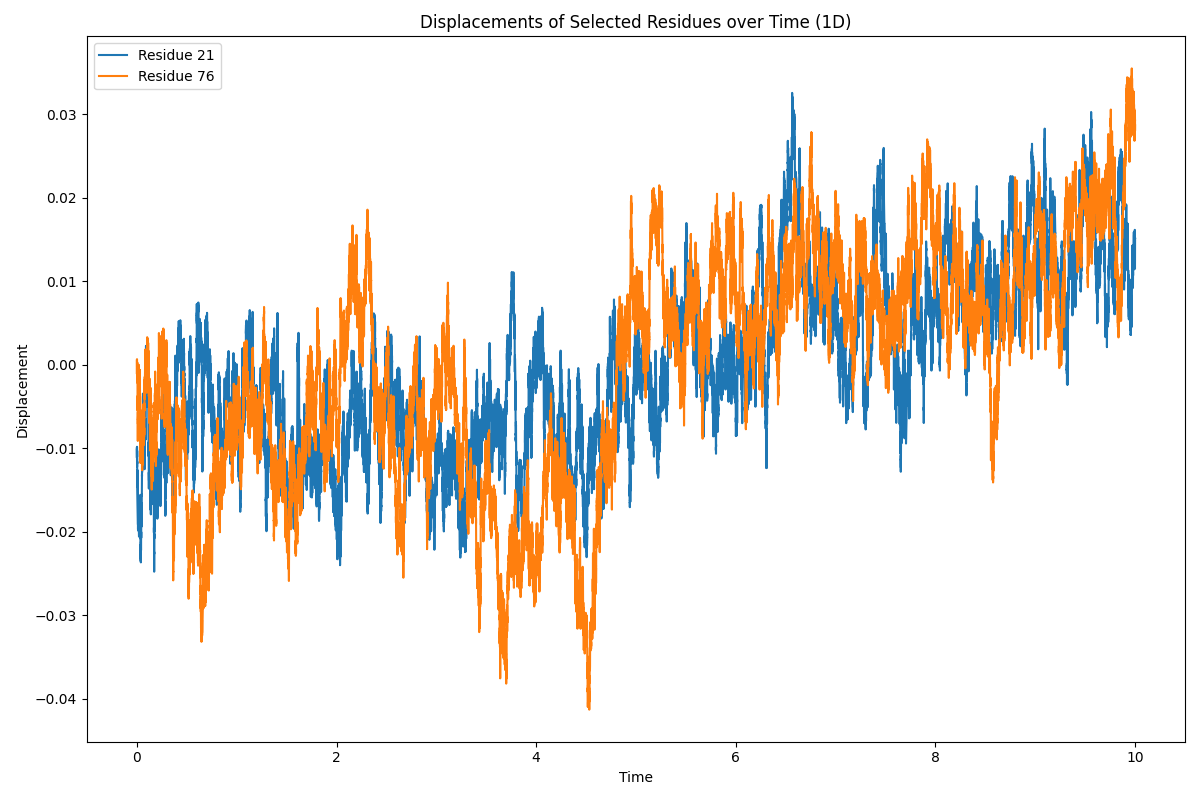 Displacements of Selected Residues over Time (1D)
Residue 21
Residue 76
Displacement
0.03
0.02
0.01
0.00
−0.01
−0.02
−0.03
−0.04
0 2 4 6 8 10
Time